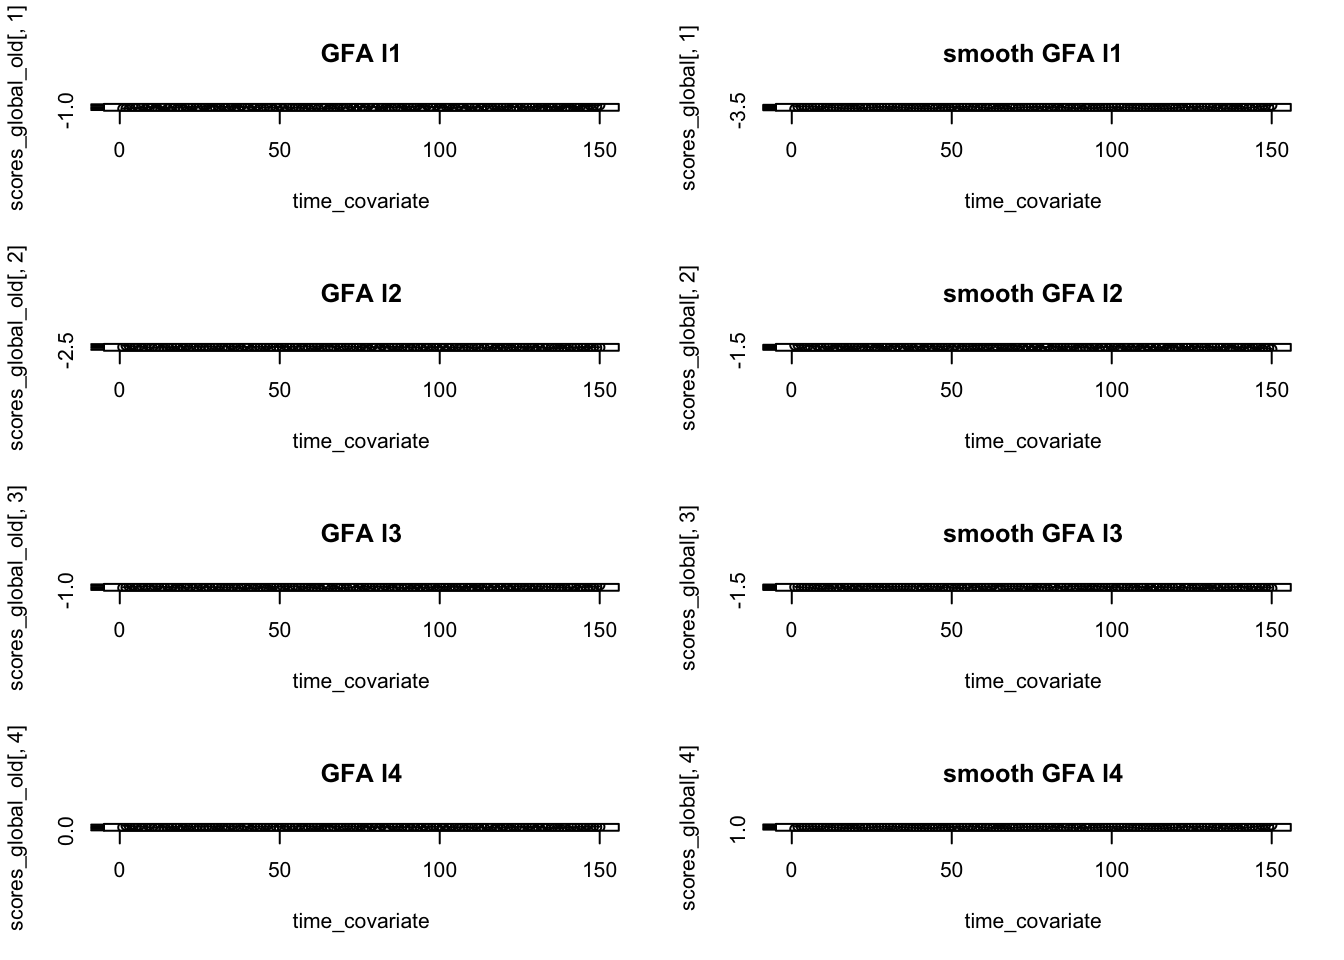 GFA l1
scores_global_old[, 1]
-1.0
0 50 100 150
time_covariate
smooth GFA l1
scores_global[, 1]
-3.5
0 50 100 150
time_covariate
GFA l2
scores_global_old[, 2]
-2.5
0 50 100 150
time_covariate
smooth GFA l2
scores_global[, 2]
-1.5
0 50 100 150
time_covariate
GFA l3
scores_global_old[, 3]
-1.0
0 50 100 150
time_covariate
smooth GFA l3
scores_global[, 3]
-1.5
0 50 100 150
time_covariate
GFA l4
scores_global_old[, 4]
0.0
0 50 100 150
time_covariate
smooth GFA l4
scores_global[, 4]
1.0
0 50 100 150
time_covariate